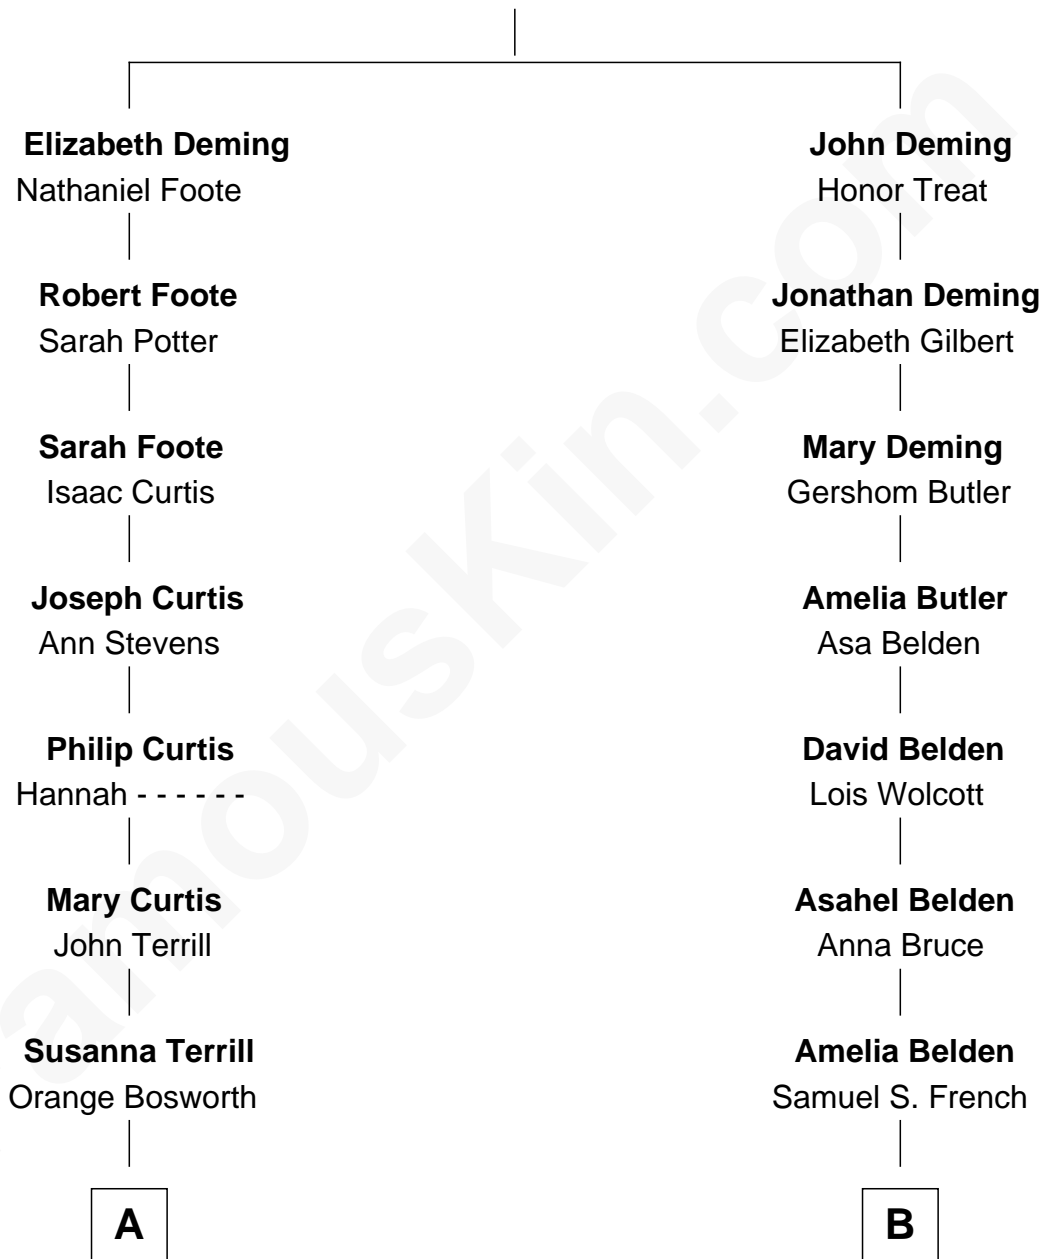 Elizabeth Deming
Nathaniel Foote
John Deming
Honor Treat
Robert Foote
Sarah Potter
Jonathan Deming
Elizabeth Gilbert
Sarah Foote
Isaac Curtis
Mary Deming
Gershom Butler
Joseph Curtis
Ann Stevens
Amelia Butler
Asa Belden
Philip Curtis
Hannah - - - - - -
David Belden
Lois Wolcott
Mary Curtis
John Terrill
Asahel Belden
Anna Bruce
Susanna Terrill
Orange Bosworth
Amelia Belden
Samuel S. French
A
B
amouskin.com